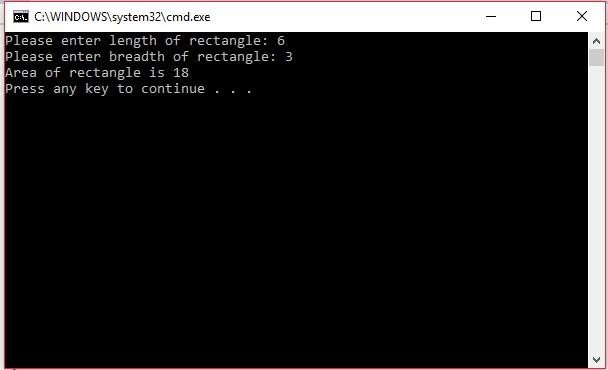 C:\WINDOWS\system32\cmd.exe
Please enter length of rectangle: 6
Please enter breadth of rectangle: 3
Area of rectangle is 18
Press any key to continue . . .